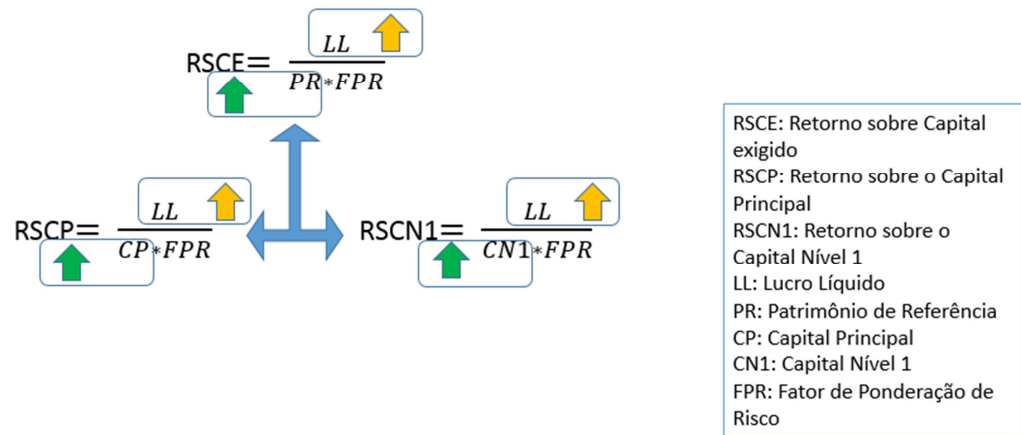 RSCE= LL / PR*FPR
RSCP= LL / CP*FPR
RSCN1= LL / CN1*FPR
RSCE: Retorno sobre Capital
exigido
RSCP: Retorno sobre o Capital
Principal
RSCN1: Retorno sobre o
Capital Nível 1
LL: Lucro Líquido
PR: Patrimônio de Referência
CP: Capital Principal
CN1: Capital Nível 1
FPR: Fator de Ponderação de
Risco